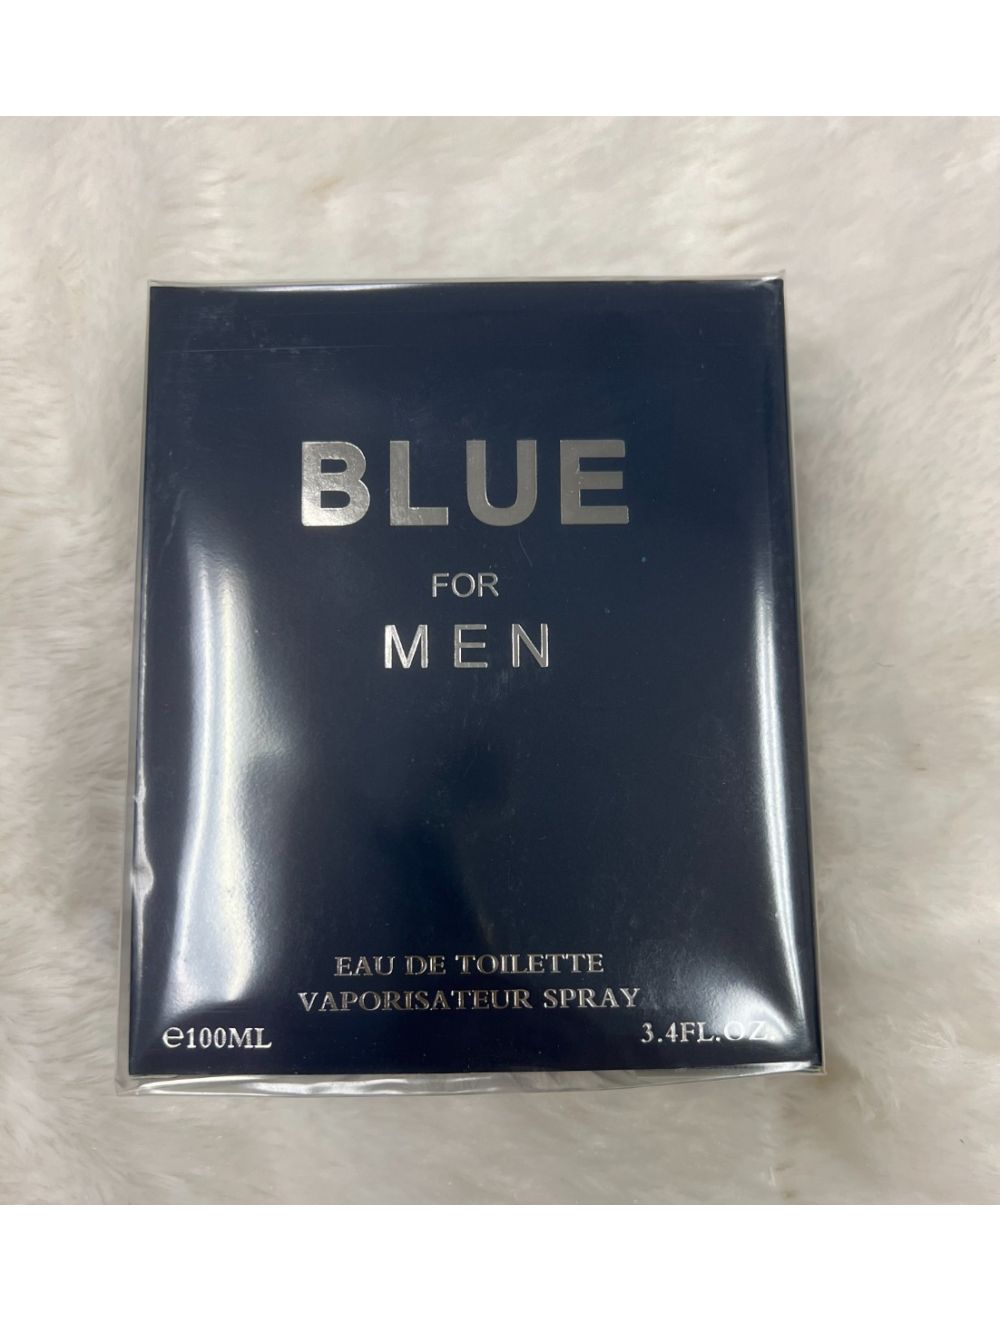 BLUE
FOR
MEN
EAU DE TOILETTE
VAPORISATEUR SPRAY
℮100ML
3.4FL.OZ.